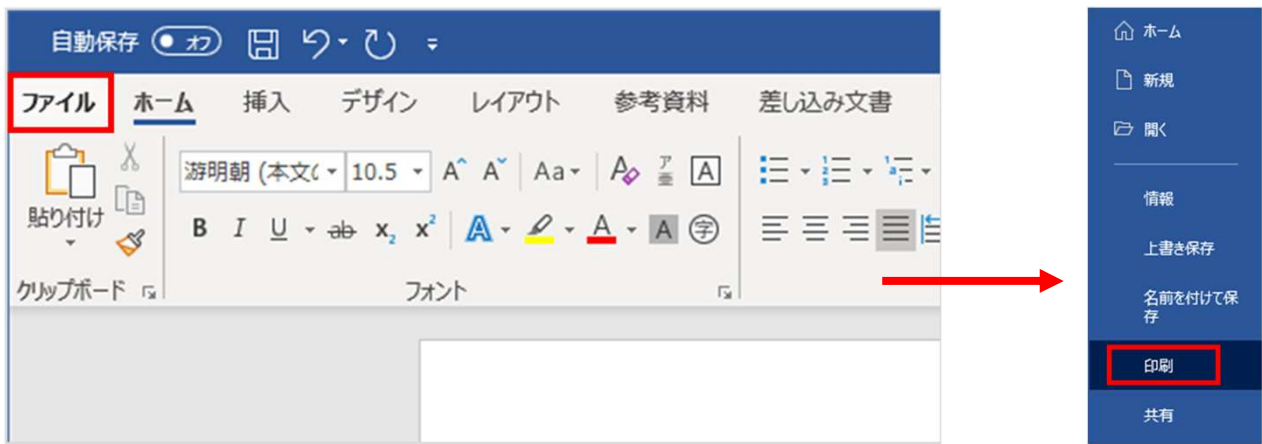 自動保存 オフ
ファイル ホーム 挿入 デザイン レイアウト 参考資料 差し込み文書
游明朝 (本文( 10.5 A A Aa A ア亜 A
貼り付け
B I U ab x2 x2 A A A 字
クリップボード フォント
ホーム
新規
開く
情報
上書き保存
名前を付けて保
存
印刷
共有